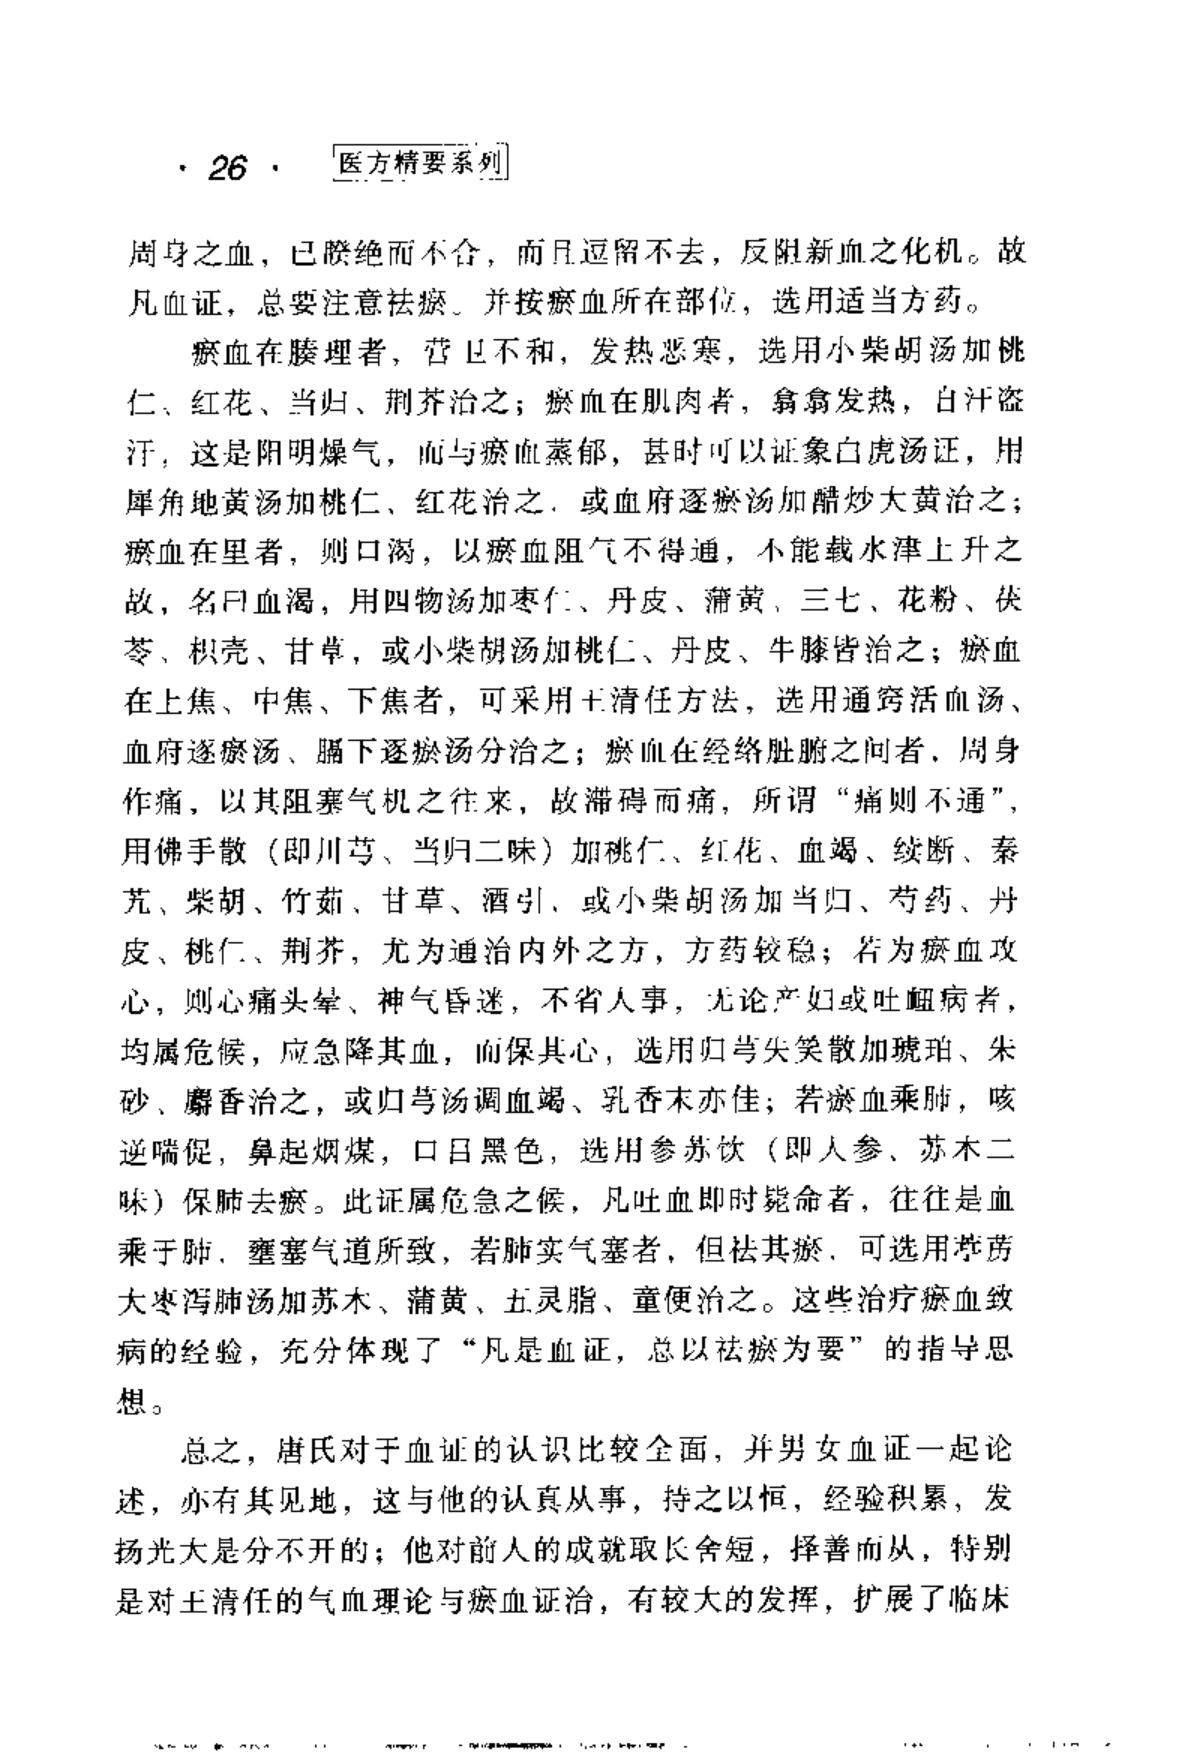 · 26 · 医方精要系列
周身之血，已睽绝而不合，而且逗留不去，反阻新血之化机。故
凡血证，总要注意祛瘀。并按瘀血所在部位，选用适当方药。
瘀血在腠理者，营卫不和，发热恶寒，选用小柴胡汤加桃
仁、红花、当归、荆芥治之；瘀血在肌肉者，翕翕发热，自汗盗
汗，这是阳明燥气，而与瘀血蒸郁，甚时可以证象白虎汤证，用
犀角地黄汤加桃仁、红花治之，或血府逐瘀汤加醋炒大黄治之；
瘀血在里者，则口渴，以瘀血阻气不得通，不能载水津上升之
故，名曰血渴，用四物汤加枣仁、丹皮、蒲黄、三七、花粉、茯
苓、枳壳、甘草，或小柴胡汤加桃仁、丹皮、牛膝皆治之；瘀血
在上焦、中焦、下焦者，可采用王清任方法，选用通窍活血汤、
血府逐瘀汤、膈下逐瘀汤分治之；瘀血在经络脏腑之间者，周身
作痛，以其阻塞气机之往来，故滞碍而痛，所谓“痛则不通”，
用佛手散（即川芎、当归二味）加桃仁、红花、血竭、续断、秦
艽、柴胡、竹茹、甘草、酒引，或小柴胡汤加当归、芍药、丹
皮、桃仁、荆芥，尤为通治内外之方，方药较稳；若为瘀血攻
心，则心痛头晕、神气昏迷，不省人事，无论产妇或吐衄病者，
均属危候，应急降其血，而保其心，选用归芎失笑散加琥珀、朱
砂、麝香治之，或归芎汤调血竭、乳香末亦佳；若瘀血乘肺，咳
逆喘促，鼻起烟煤，口目黑色，选用参苏饮（即人参、苏木二
味）保肺去瘀。此证属危急之候，凡吐血即时毙命者，往往是血
乘于肺，壅塞气道所致，若肺实气塞者，但祛其瘀，可选用葶苈
大枣泻肺汤加苏木、蒲黄、五灵脂、童便治之。这些治疗瘀血致
病的经验，充分体现了“凡是血证，总以祛瘀为要”的指导思
想。
总之，唐氏对于血证的认识比较全面，并男女血证一起论
述，亦有其见地，这与他的认真从事，持之以恒，经验积累，发
扬光大是分不开的；他对前人的成就取长舍短，择善而从，特别
是对王清任的气血理论与瘀血证治，有较大的发挥，扩展了临床